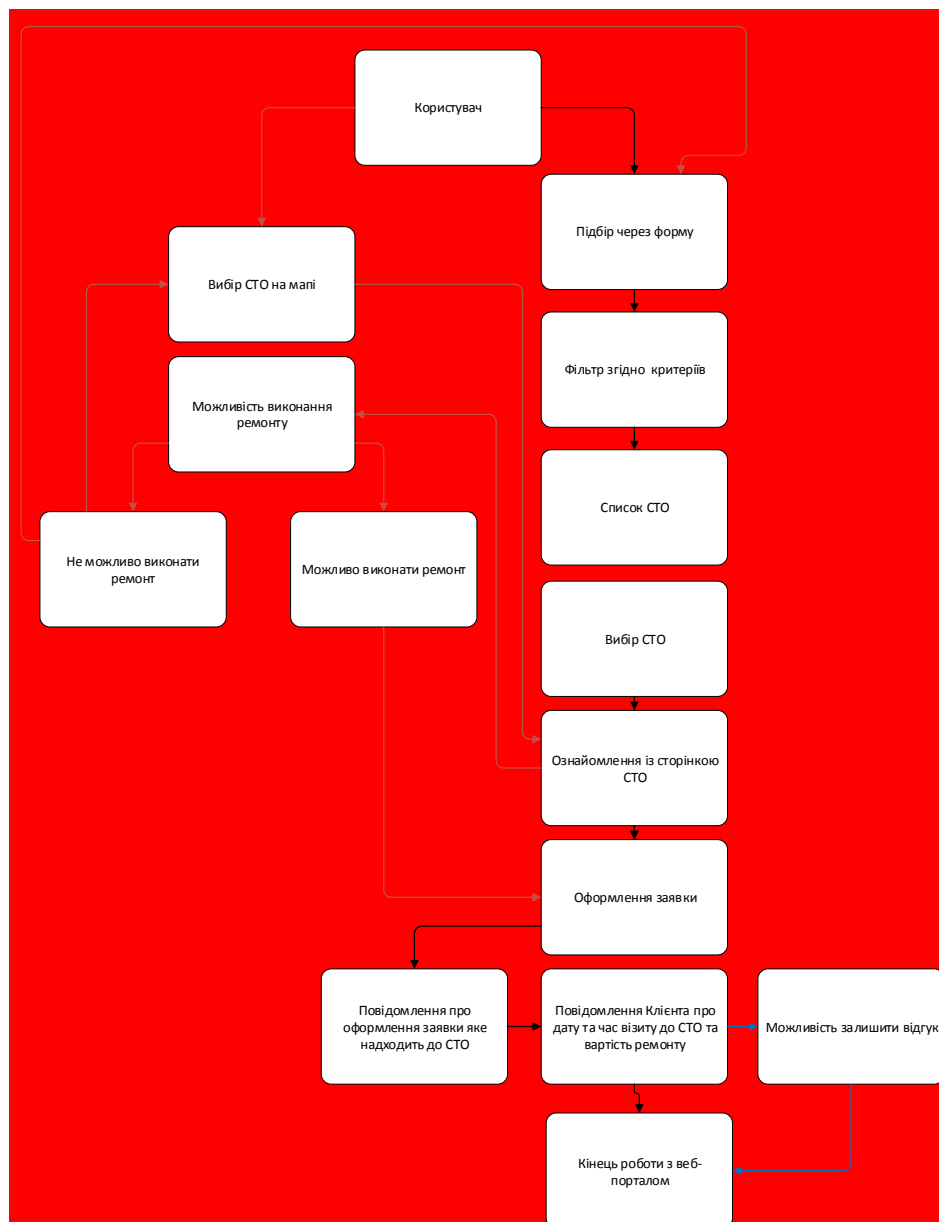 Користувач
Підбір через форму
Вибір СТО на мапі
Фільтр згідно критеріїв
Можливість виконання
ремонту
Список СТО
Не можливо виконати
ремонт
Можливо виконати ремонт
Вибір СТО
Ознайомлення із сторінкою
СТО
Оформлення заявки
Повідомлення про
оформлення заявки яке
надходить до СТО
Повідомлення Клієнта про
дату та час візиту до СТО та
вартість ремонту
Можливість залишити відгук
Кінець роботи з веб-
порталом